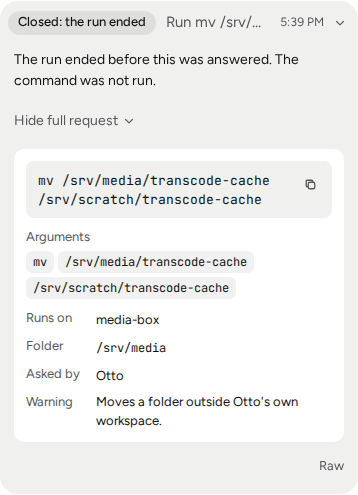 Closed: the run ended Run mv /srv/... 5:39 PM
The run ended before this was answered. The
command was not run.
Hide full request
mv /srv/media/transcode-cache
/srv/scratch/transcode-cache
Arguments
mv /srv/media/transcode-cache
/srv/scratch/transcode-cache
Runs on media-box
Folder /srv/media
Asked by Otto
Warning Moves a folder outside Otto's own
workspace.
Raw